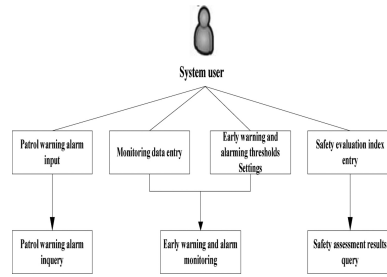 System user
Patrol warning alarm
input
Monitoring data entry
Early warning and
alarming thresholds
Settings
Safety evaluation index
entry
Patrol warning alarm
inquery
Early warning and alarm
monitoring
Safety assessment results
query